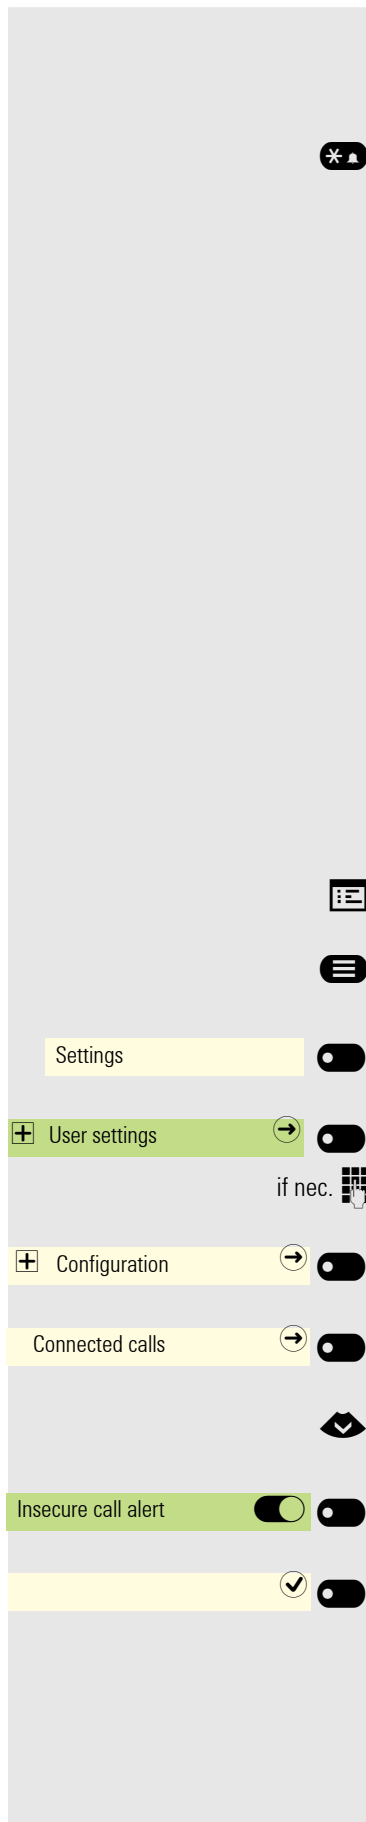 Settings
User settings
if nec.
Configuration
Connected calls
Insecure call alert